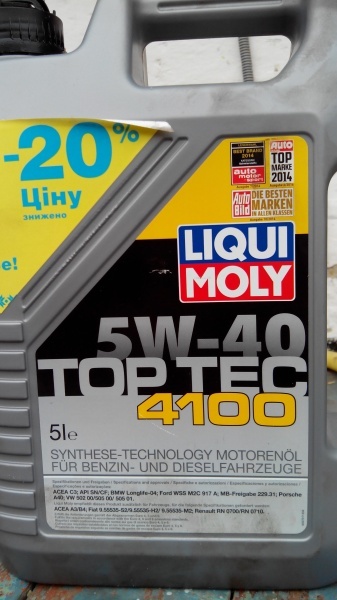 -20%
Ціну
знижено
BEST BRAND
2014
auto
motor
sport
Auto
TOP
MARKE
2014
Auto
Bild
DIE BESTEN
MARKEN
IN ALLEN KLASSEN
LIQUI
MOLY
5W-40
TOP TEC
4100
5l e
SYNTHESE-TECHNOLOGY MOTORENÖL
FÜR BENZIN- UND DIESELFAHRZEUGE
ACEA C3; API SN/CF; BMW Longlife-04; Ford WSS M2C 917 A; MB-Freigabe 229.31; Porsche
A40; VW 502 00/505 00/ 505 01.
ACEA A3/B4; Fiat 9.55535-S2/9.55535-H2/ 9.55535-M2; Renault RN 0700/RN 0710.